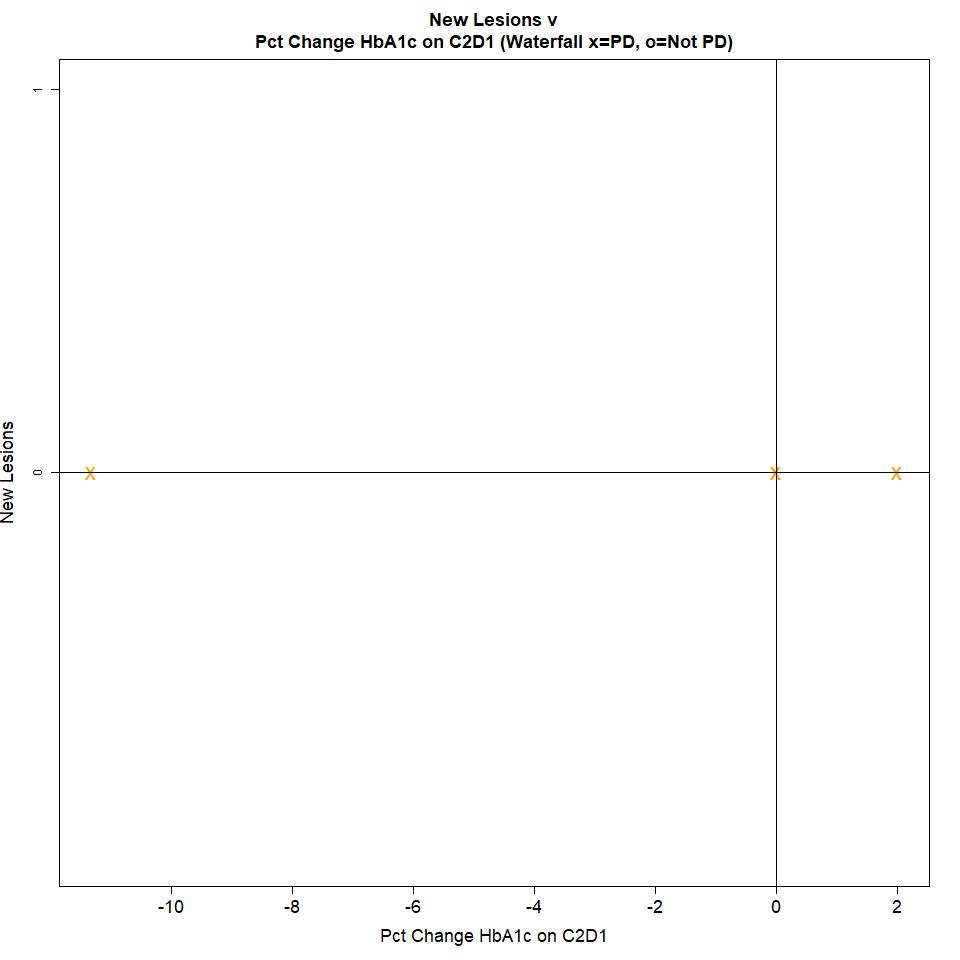 New Lesions v
Pct Change HbA1c on C2D1 (Waterfall x=PD, o=Not PD)
1
0
New Lesions
x x x
-10 -8 -6 -4 -2 0 2
Pct Change HbA1c on C2D1